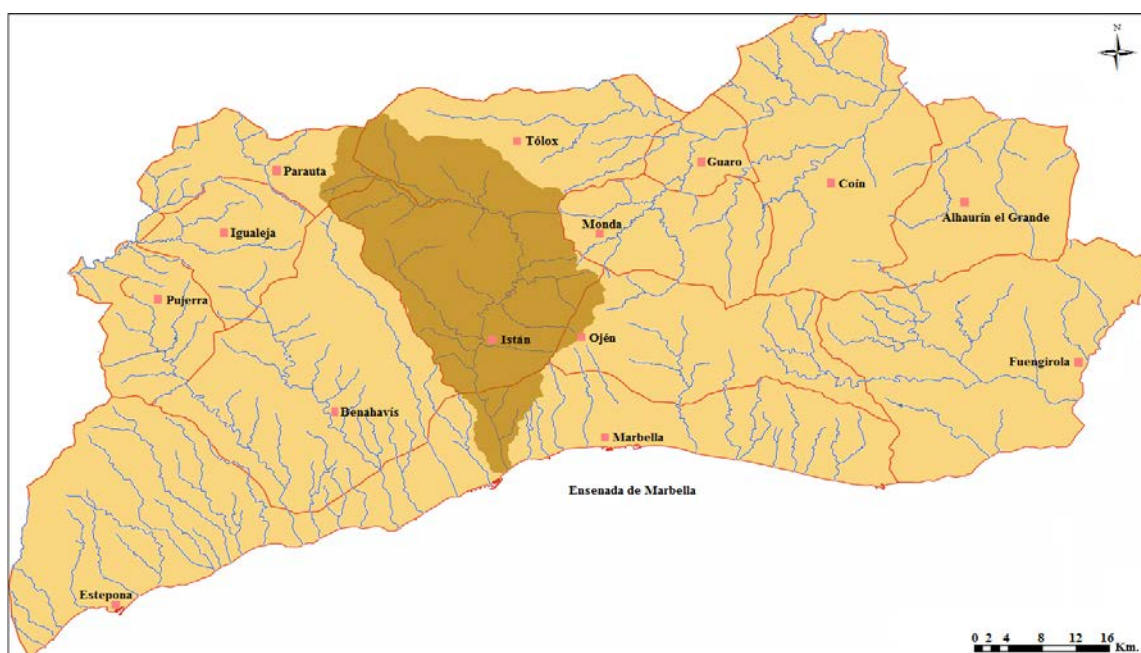 N
Tólox
Guaro
Parauta
Coín
Alhaurín el Grande
Monda
Igualeja
Pujerra
Istán
Ojén
Fuengirola
Benahavís
Marbella
Ensenada de Marbella
Estepona
0 2 4 8 12 16
Km.